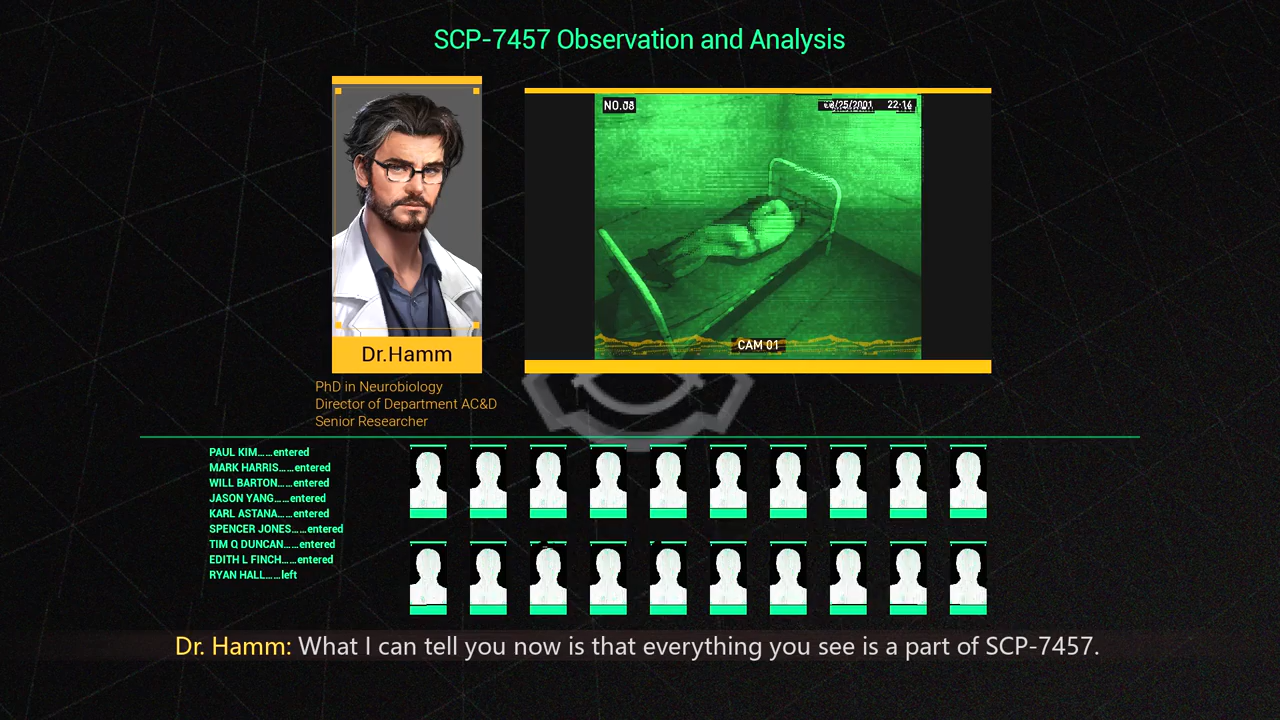 SCP-7457 Observation and Analysis
NO.08
22:14
CAM 01
Dr.Hamm
PhD in Neurobiology
Director of Department AC&D
Senior Researcher
PAUL KIM......entered
MARK HARRIS......entered
WILL BARTON......entered
JASON YANG......entered
KARL ASTANA......entered
SPENCER JONES......entered
TIM Q DUNCAN......entered
EDITH L FINCH......entered
RYAN HALL......left
Dr. Hamm: What I can tell you now is that everything you see is a part of SCP-7457.